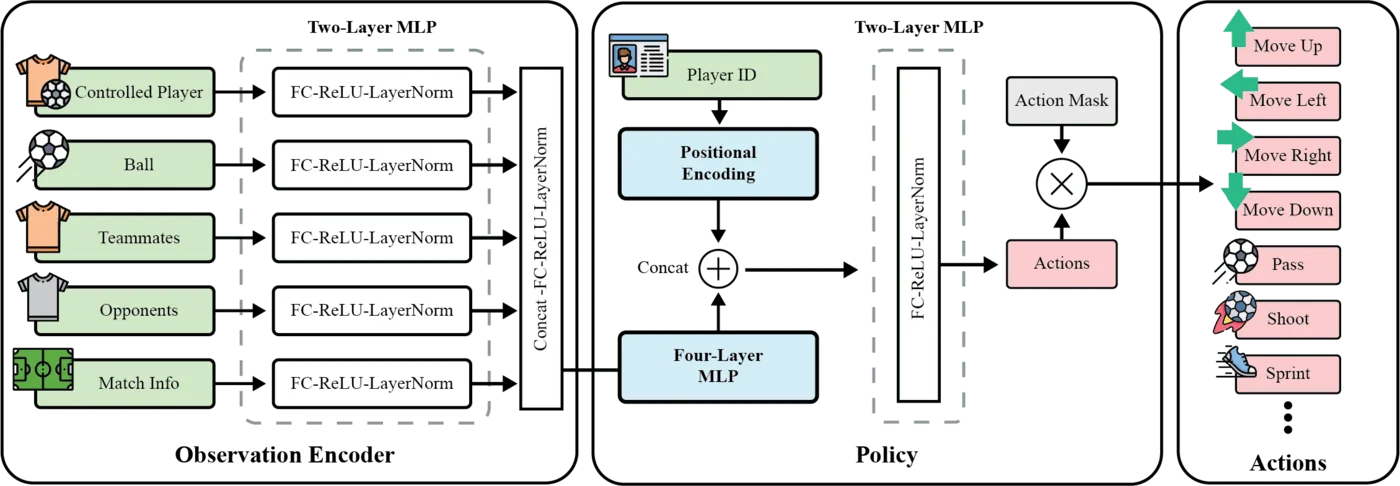 Two-Layer MLP
Controlled Player
FC-ReLU-LayerNorm
Ball
FC-ReLU-LayerNorm
Teammates
FC-ReLU-LayerNorm
Opponents
FC-ReLU-LayerNorm
Match Info
FC-ReLU-LayerNorm
Concat -FC-ReLU-LayerNorm
Observation Encoder
Player ID
Positional
Encoding
Concat
Four-Layer
MLP
Two-Layer MLP
FC-ReLU-LayerNorm
Action Mask
Actions
Policy
Move Up
Move Left
Move Right
Move Down
Pass
Shoot
Sprint
Actions